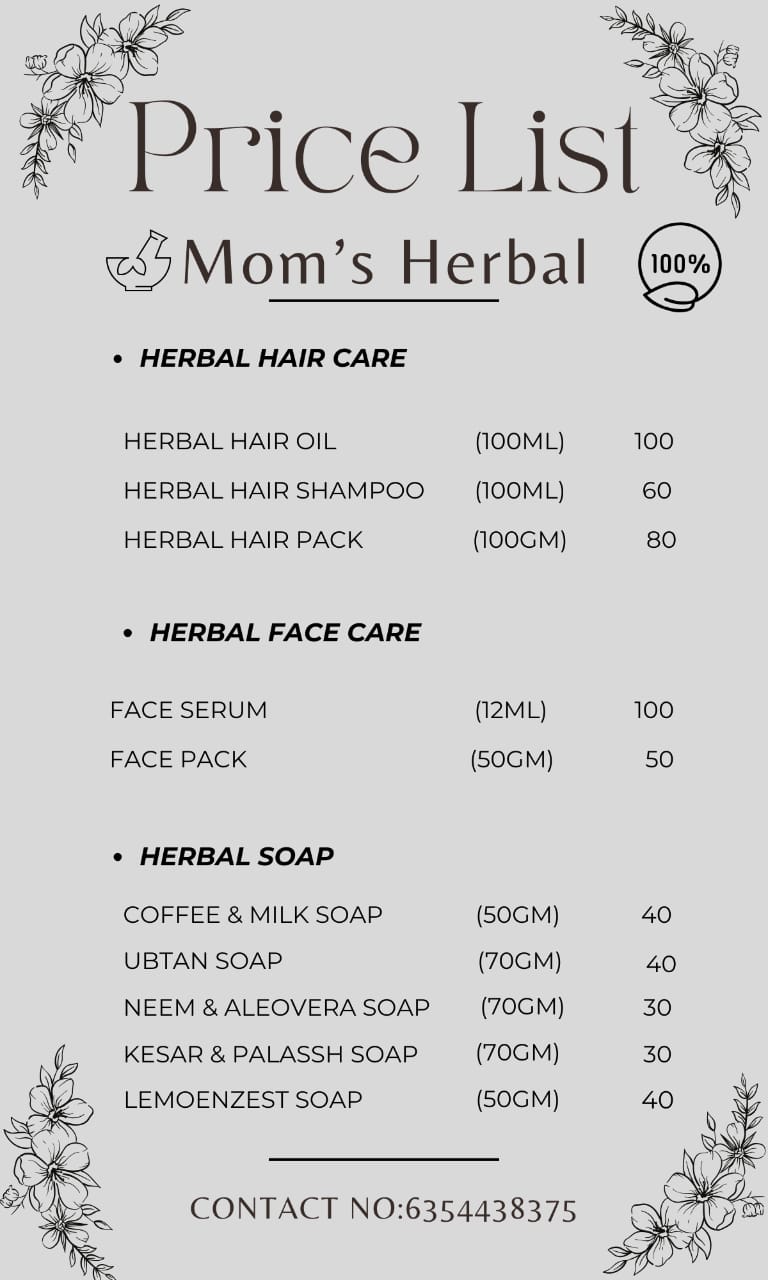 Price List
Mom's Herbal
100%
• HERBAL HAIR CARE
HERBAL HAIR OIL (100ML) 100
HERBAL HAIR SHAMPOO (100ML) 60
HERBAL HAIR PACK (100GM) 80
• HERBAL FACE CARE
FACE SERUM (12ML) 100
FACE PACK (50GM) 50
• HERBAL SOAP
COFFEE & MILK SOAP (50GM) 40
UBTAN SOAP (70GM) 40
NEEM & ALEOVERA SOAP (70GM) 30
KESAR & PALASSH SOAP (70GM) 30
LEMOENZEST SOAP (50GM) 40
CONTACT NO:6354438375